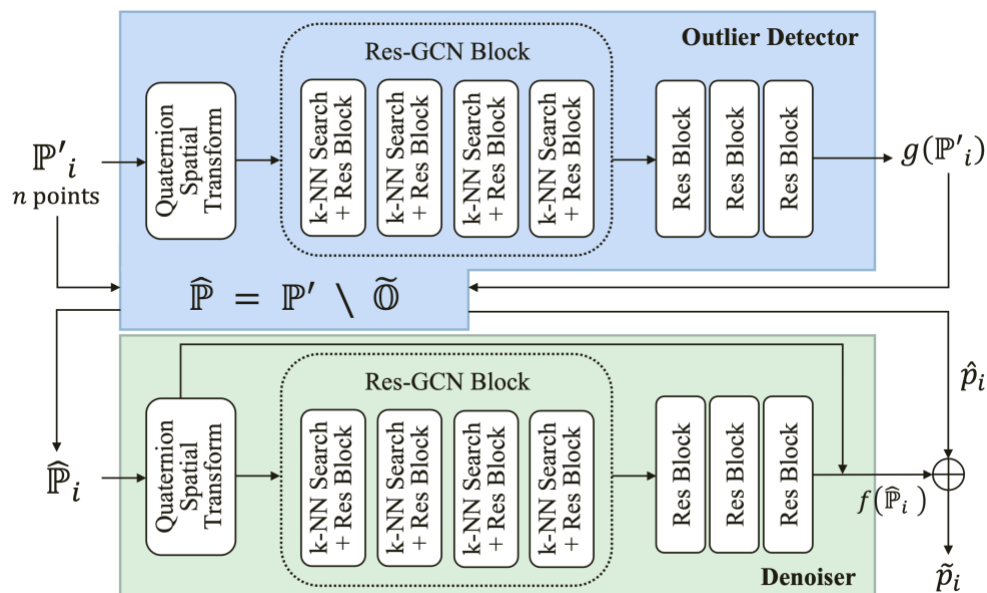 Outlier Detector
Res-GCN Block
ℙ'ᵢ
n points
Quaternion
Spatial
Transform
k-NN Search
+ Res Block
k-NN Search
+ Res Block
k-NN Search
+ Res Block
k-NN Search
+ Res Block
Res Block
Res Block
Res Block
g(ℙ'ᵢ)
ℙ̂ = ℙ' \ 𝕆̃
Res-GCN Block
p̂ᵢ
ℙ̂ᵢ
Quaternion
Spatial
Transform
k-NN Search
+ Res Block
k-NN Search
+ Res Block
k-NN Search
+ Res Block
k-NN Search
+ Res Block
Res Block
Res Block
Res Block
f(ℙ̂ᵢ)
Denoiser
p̃ᵢ